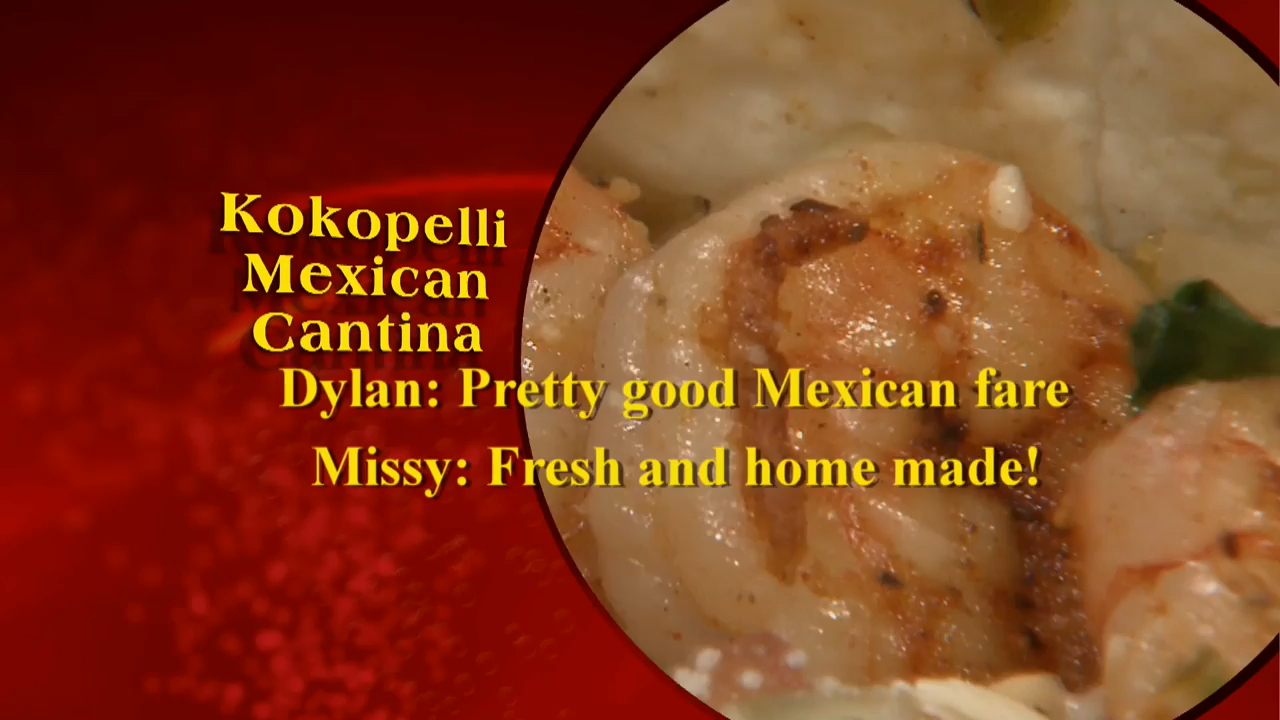 Kokopelli
Mexican
Cantina
Dylan: Pretty good Mexican fare
Missy: Fresh and home made!